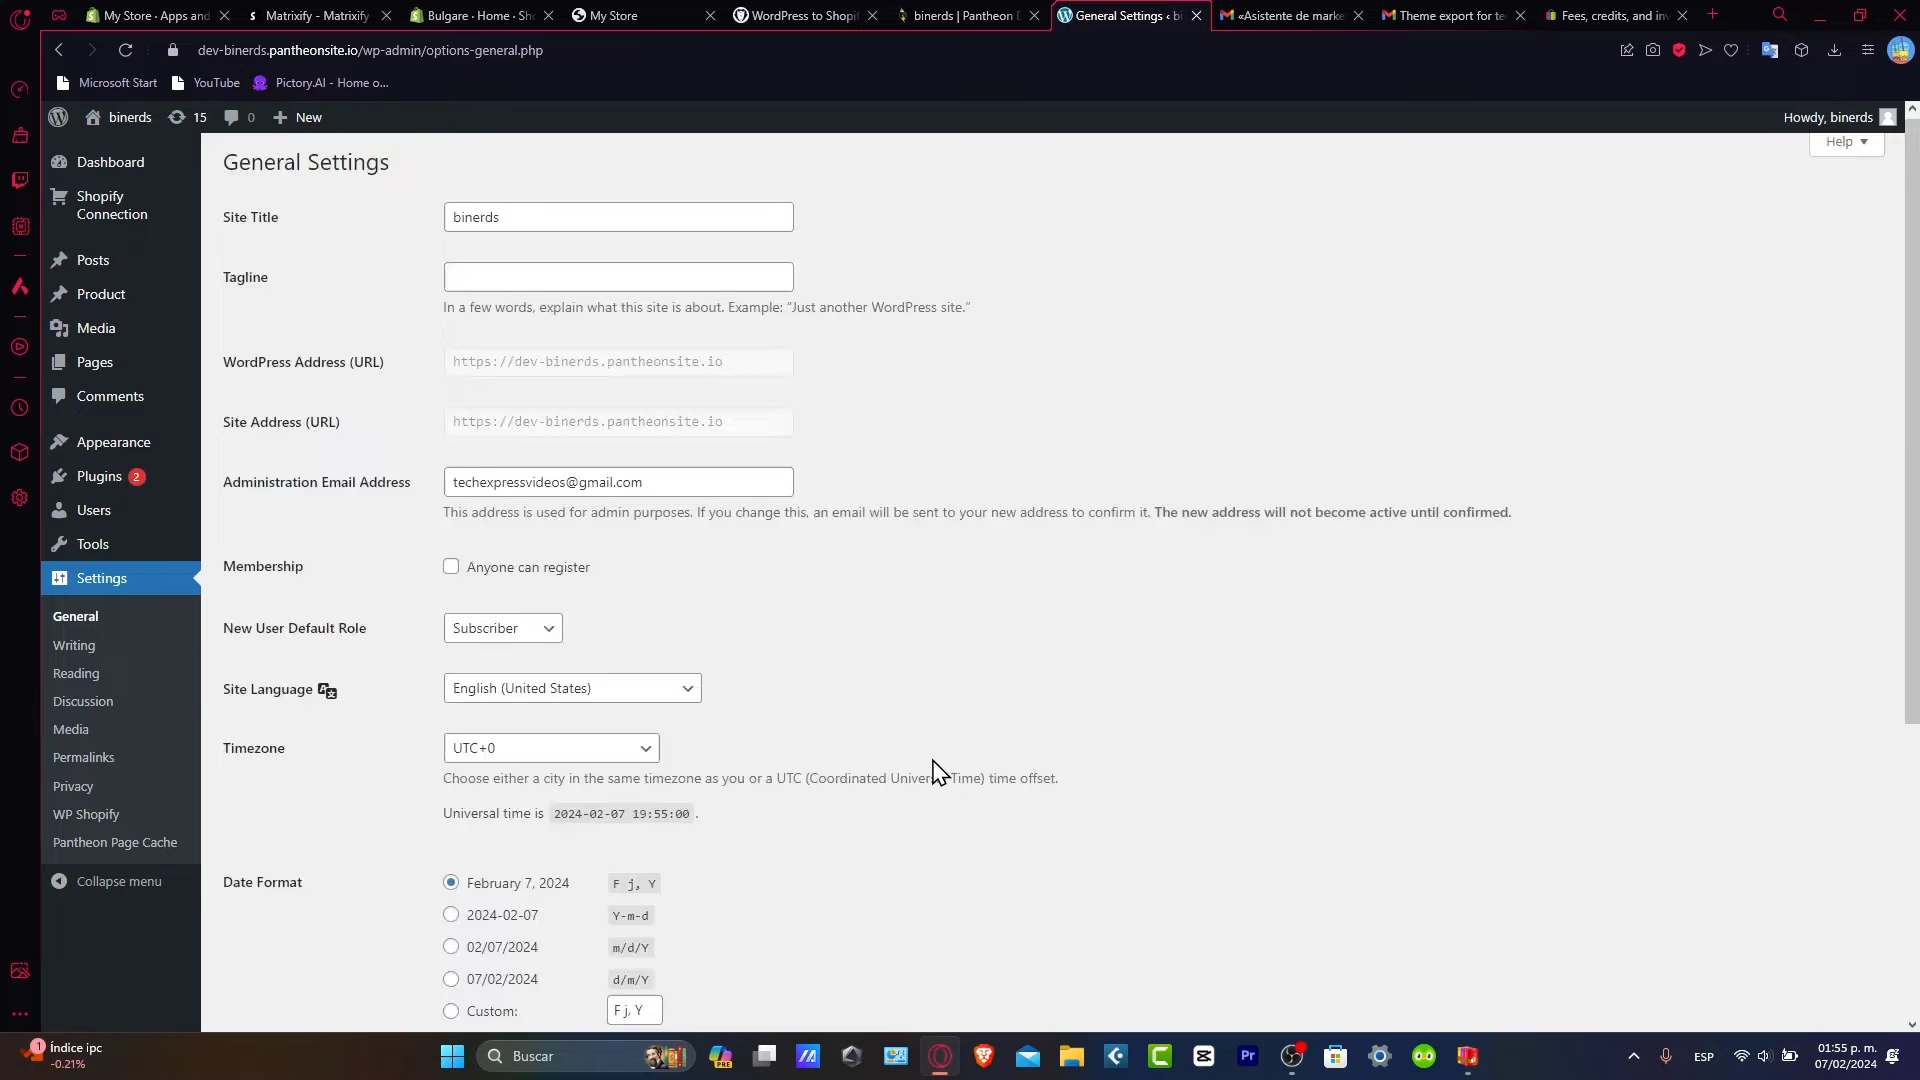 My Store · Apps and
Matrixify - Matrixify
Bulgare · Home · Sh
My Store
WordPress to Shopif
binerds | Pantheon D
General Settings ‹ bi
«Asistente de marke
Theme export for te
Fees, credits, and inv
dev-binerds.pantheonsite.io/wp-admin/options-general.php
Microsoft Start
YouTube
Pictory.AI - Home o...
binerds
15
0
New
Howdy, binerds
Help
Dashboard
Shopify
Connection
Posts
Product
Media
Pages
Comments
Appearance
Plugins 2
Users
Tools
Settings
General
Writing
Reading
Discussion
Media
Permalinks
Privacy
WP Shopify
Pantheon Page Cache
Collapse menu
General Settings
Site Title
binerds
Tagline
In a few words, explain what this site is about. Example: “Just another WordPress site.”
WordPress Address (URL)
https://dev-binerds.pantheonsite.io
Site Address (URL)
https://dev-binerds.pantheonsite.io
Administration Email Address
techexpressvideos@gmail.com
This address is used for admin purposes. If you change this, an email will be sent to your new address to confirm it. The new address will not become active until confirmed.
Membership
Anyone can register
New User Default Role
Subscriber
Site Language
English (United States)
Timezone
UTC+0
Choose either a city in the same timezone as you or a UTC (Coordinated Universal Time) time offset.
Universal time is 2024-02-07 19:55:00 .
Date Format
February 7, 2024 F j, Y
2024-02-07 Y-m-d
02/07/2024 m/d/Y
07/02/2024 d/m/Y
Custom: F j, Y
1
Índice ipc
-0.21%
Buscar
PRE
Pr
ESP
01:55 p. m.
07/02/2024